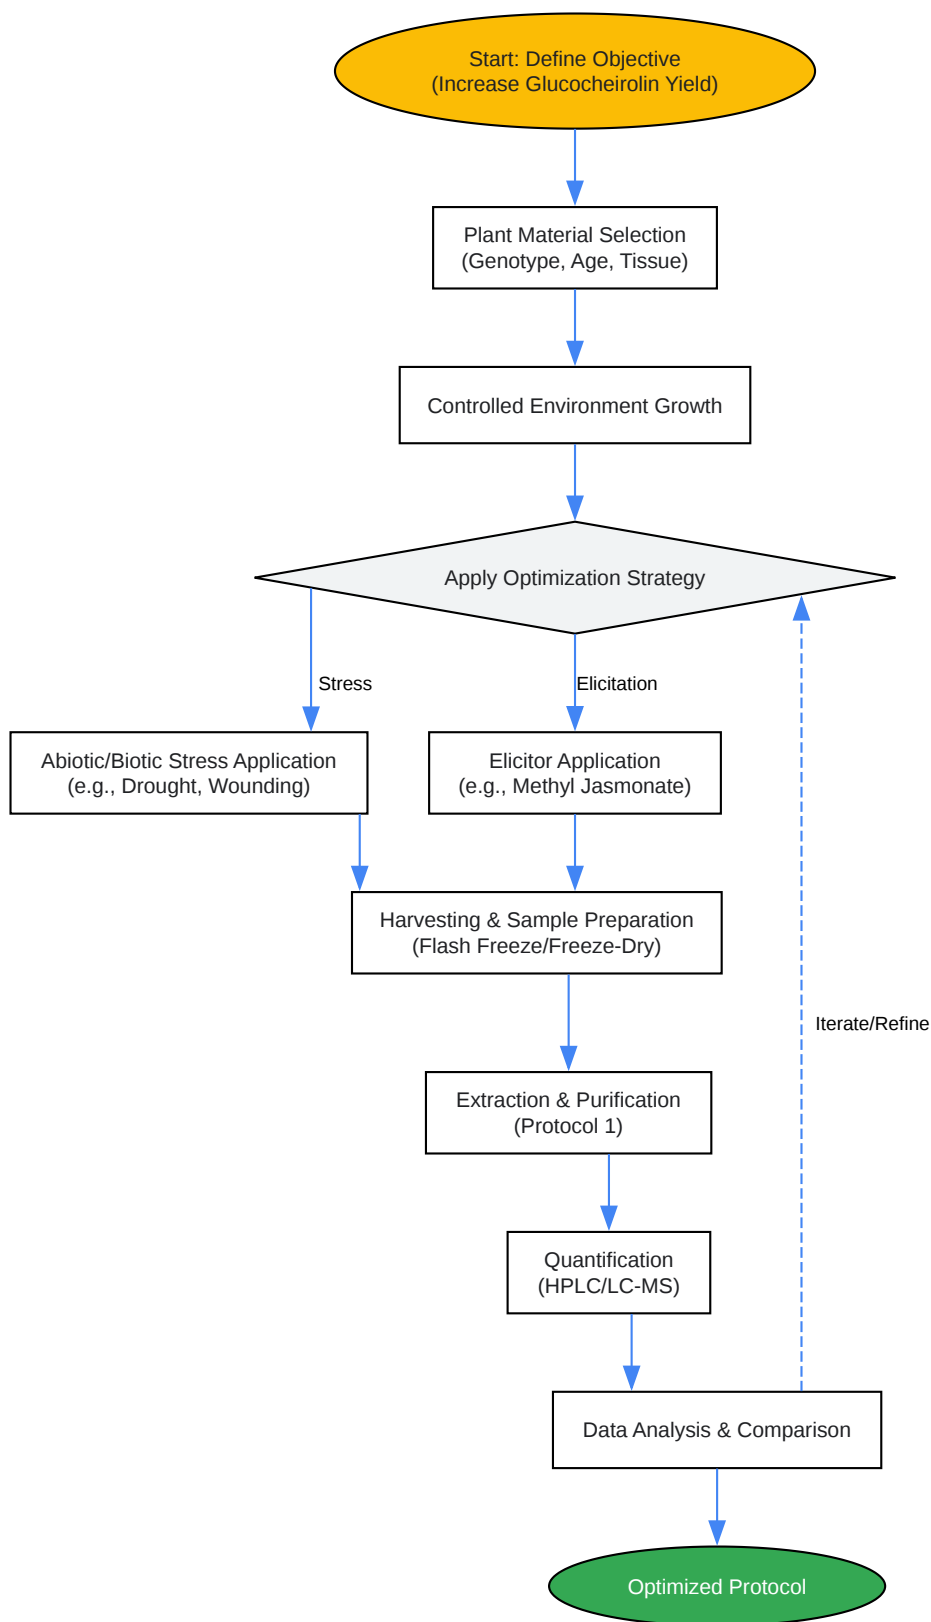 Start: Define Objective
(Increase Glucocheirolin Yield)
Plant Material Selection
(Genotype, Age, Tissue)
Controlled Environment Growth
Apply Optimization Strategy
Stress
Elicitation
Abiotic/Biotic Stress Application
(e.g., Drought, Wounding)
Elicitor Application
(e.g., Methyl Jasmonate)
Harvesting & Sample Preparation
(Flash Freeze/Freeze-Dry)
Iterate/Refine
Extraction & Purification
(Protocol 1)
Quantification
(HPLC/LC-MS)
Data Analysis & Comparison
Optimized Protocol